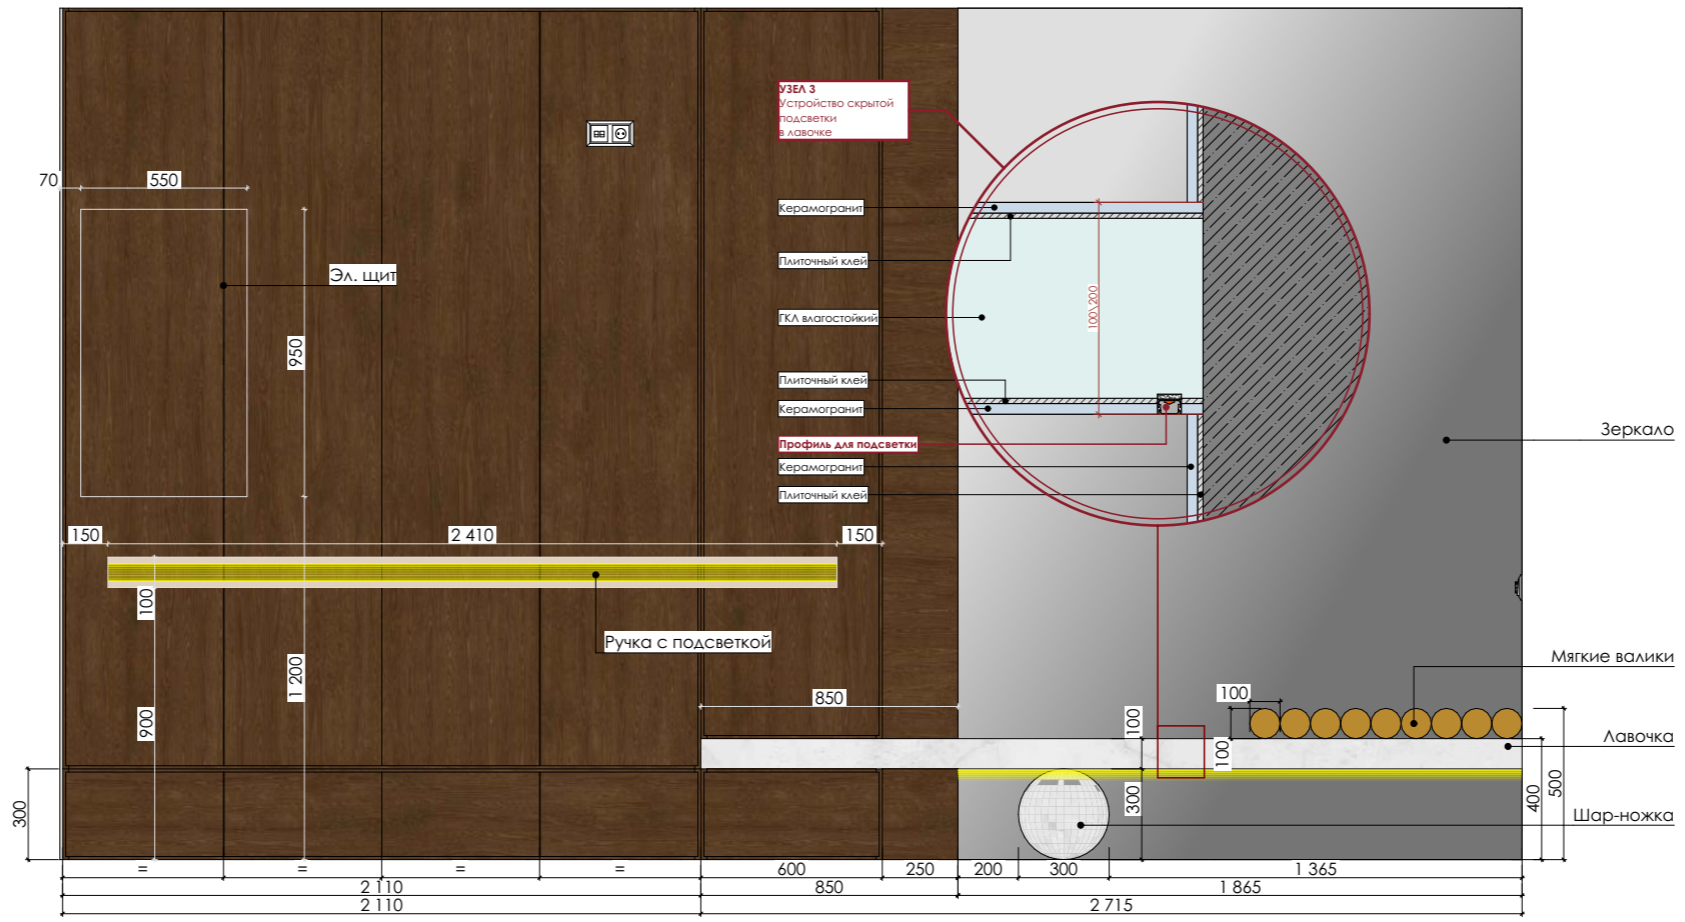 УЗЕЛ 3
Устройство скрытой
подсветки
в лавочке
70
550
Керамогранит
Плиточный клей
Эл. щит
100\200
ГКЛ влагостойкий
950
Плиточный клей
Керамогранит
Профиль для подсветки
Зеркало
Керамогранит
Плиточный клей
150
2 410
150
100
Ручка с подсветкой
Мягкие валики
1 200
850
100
900
100
100
Лавочка
300
300
400
500
Шар-ножка
=
=
=
=
600
250
200
300
1 365
2 110
850
1 865
2 110
2 715